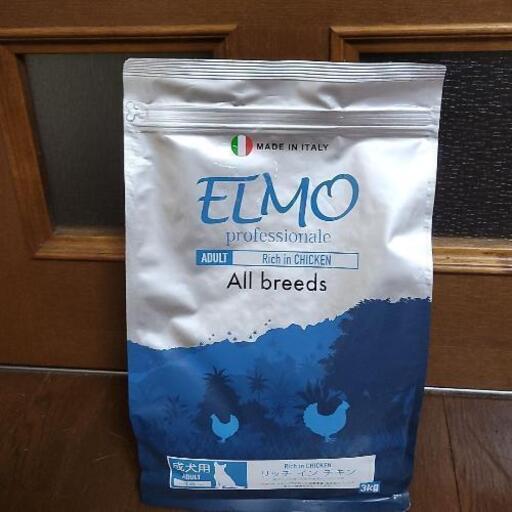 MADE IN ITALY
ELMO
professionale
ADULT Rich in CHICKEN
All breeds
成犬用
ADULT
Rich in CHICKEN
リッチ イン チキン
3kg